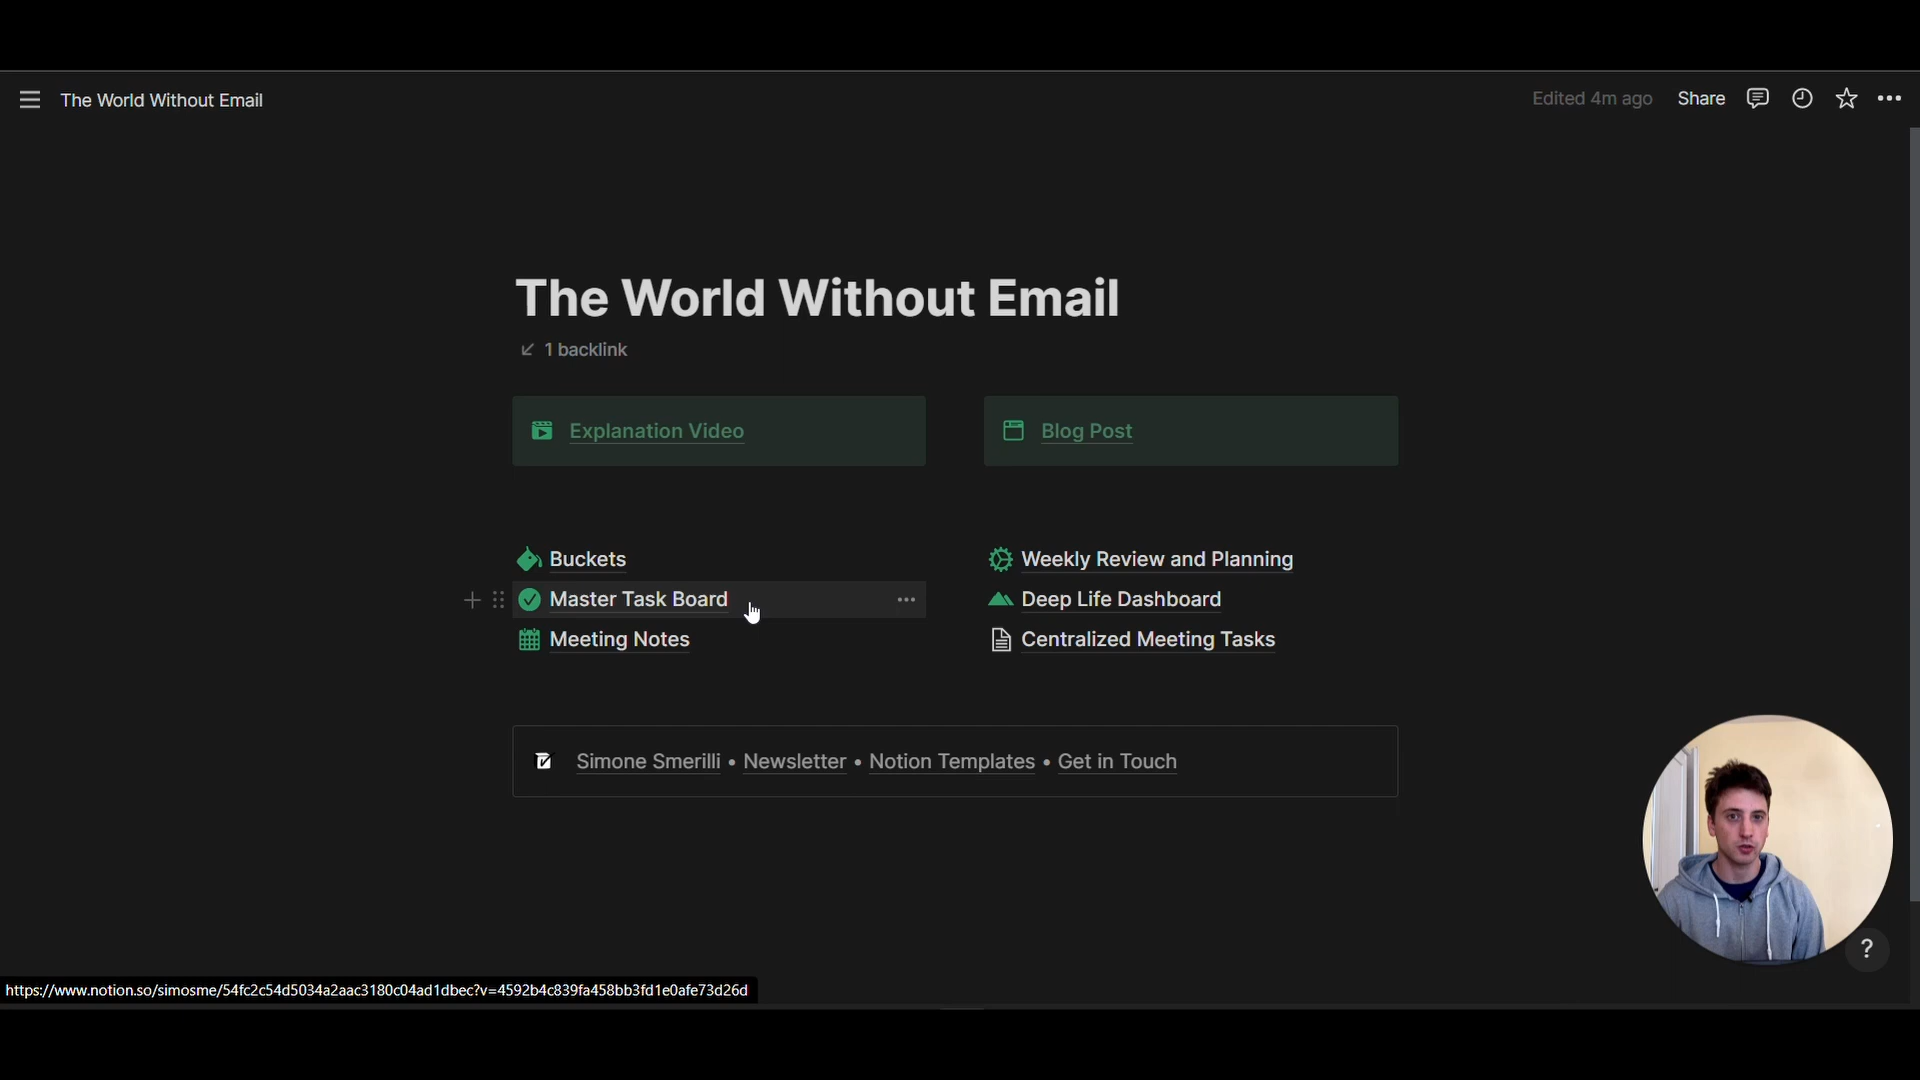 The World Without Email
Edited 4m ago Share
The World Without Email
1 backlink
Explanation Video
Blog Post
Buckets
Weekly Review and Planning
Master Task Board
Deep Life Dashboard
Meeting Notes
Centralized Meeting Tasks
Simone Smerilli • Newsletter • Notion Templates • Get in Touch
?
https://www.notion.so/simosme/54fc2c54d5034a2aac3180c04ad1dbec?v=4592b4c839fa458bb3fd1e0afe73d26d